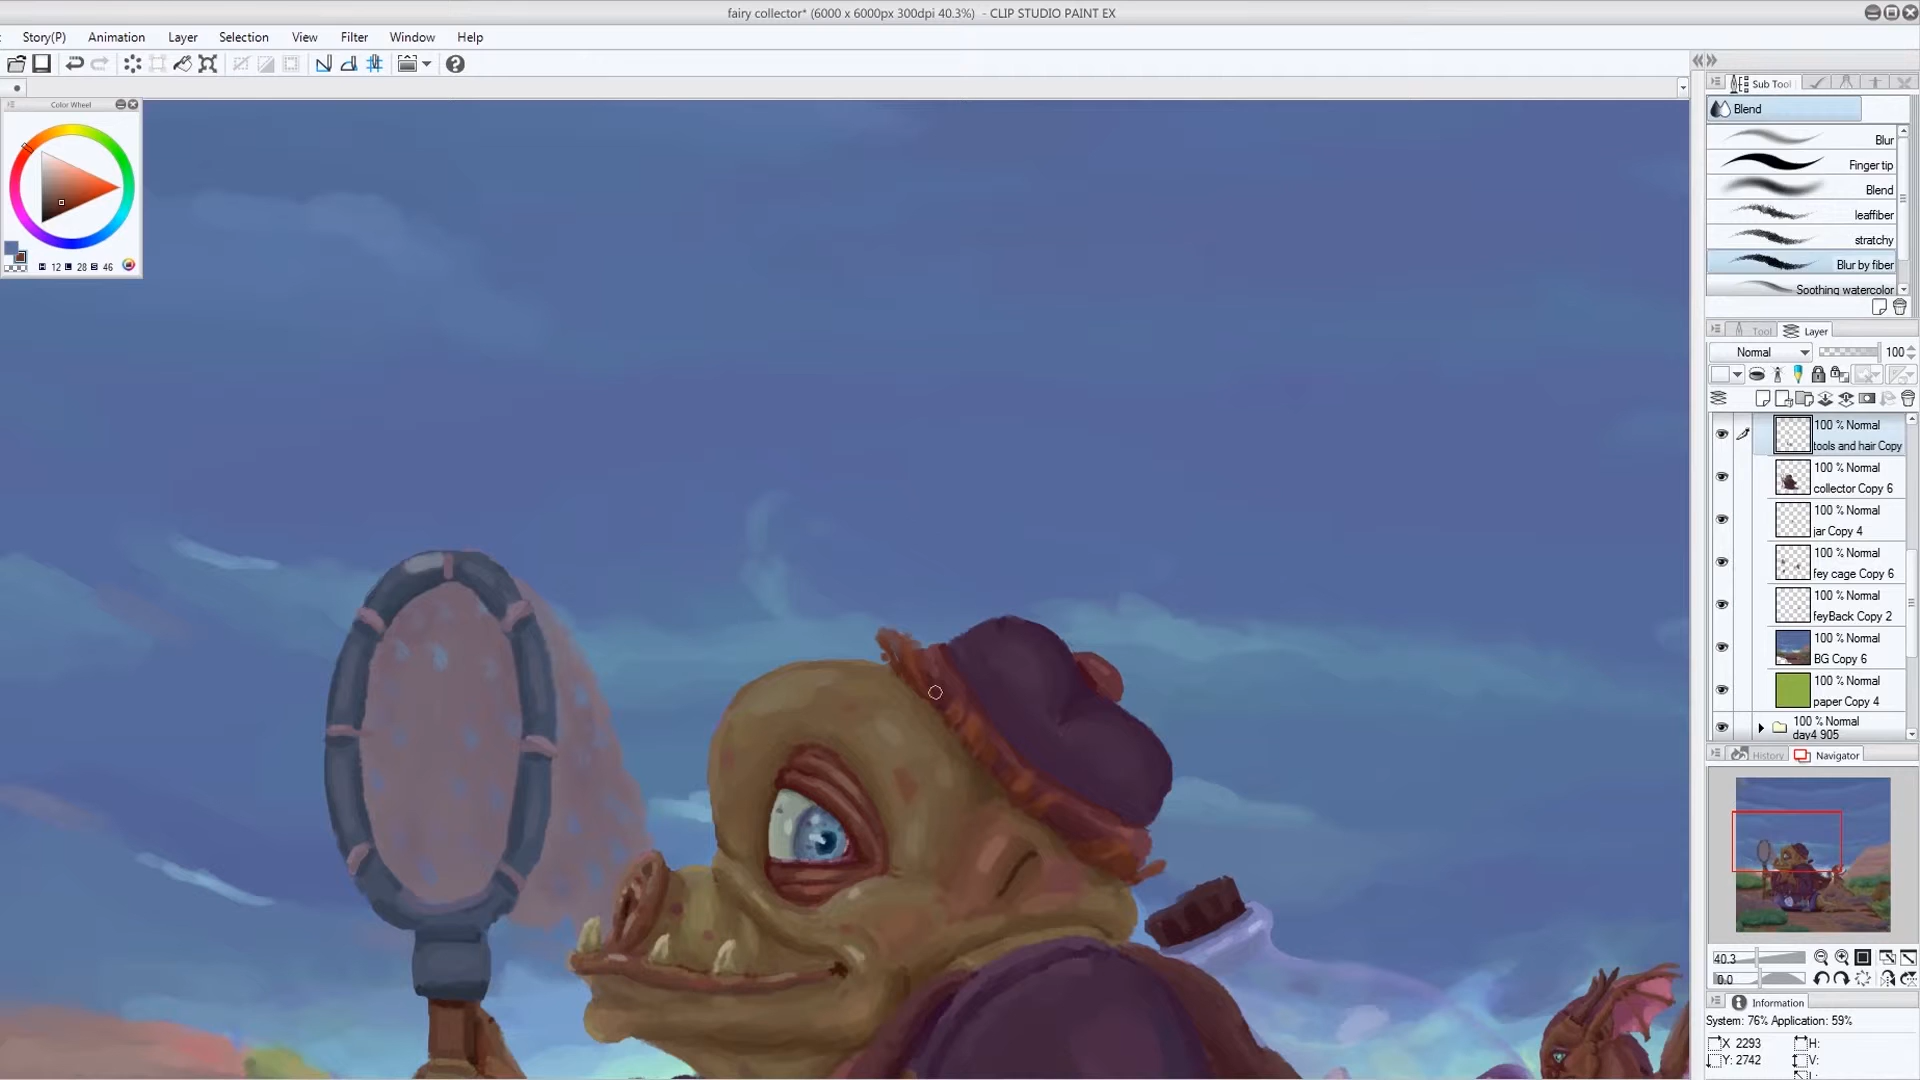 fairy collector* (6000 x 6000px 300dpi 40.3%) - CLIP STUDIO PAINT EX
Story(P) Animation Layer Selection View Filter Window Help
Color Wheel
H 12 L 28 S 46
Sub Tool
Blend
Blur
Finger tip
Blend
leaffiber
stratchy
Blur by fiber
Soothing watercolor
Tool Layer
Normal 100
100 % Normal
tools and hair Copy
100 % Normal
collector Copy 6
100 % Normal
jar Copy 4
100 % Normal
fey cage Copy 6
100 % Normal
feyBack Copy 2
100 % Normal
BG Copy 6
100 % Normal
paper Copy 4
100 % Normal
day4 905
History Navigator
40.3
0.0
Information
System: 76% Application: 59%
X 2293 H:
Y: 2742 V: